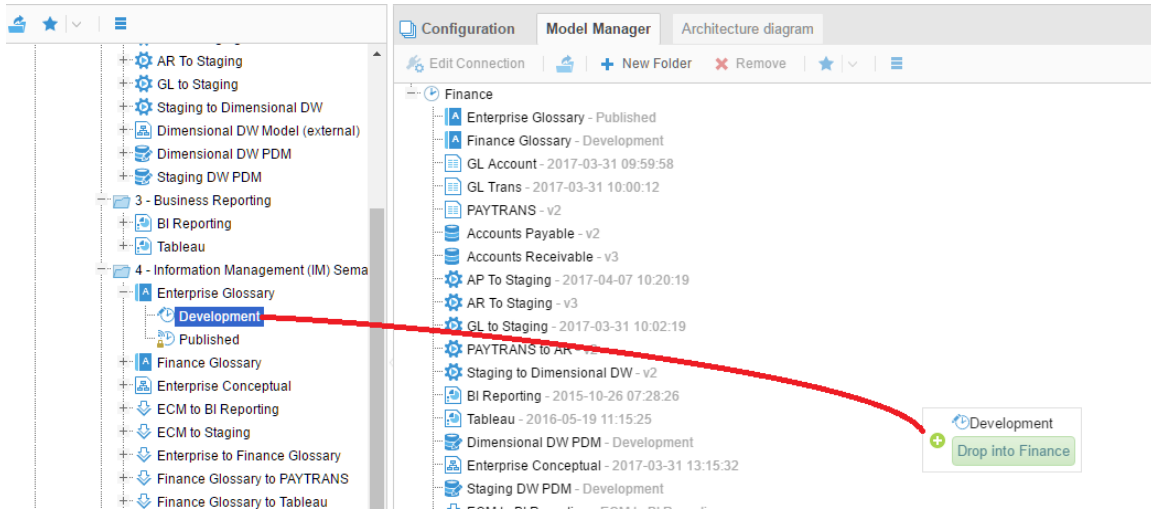 AR To Staging
GL to Staging
Staging to Dimensional DW
Dimensional DW Model (external)
Dimensional DW PDM
Staging DW PDM
3 - Business Reporting
BI Reporting
Tableau
4 - Information Management (IM) Sema
Enterprise Glossary
Development
Published
Finance Glossary
Enterprise Conceptual
ECM to BI Reporting
ECM to Staging
Enterprise to Finance Glossary
Finance Glossary to PAYTRANS
Finance Glossary to Tableau
Configuration Model Manager Architecture diagram
Edit Connection New Folder Remove
Finance
Enterprise Glossary - Published
Finance Glossary - Development
GL Account - 2017-03-31 09:59:58
GL Trans - 2017-03-31 10:00:12
PAYTRANS - v2
Accounts Payable - v2
Accounts Receivable - v3
AP To Staging - 2017-04-07 10:20:19
AR To Staging - v3
GL to Staging - 2017-03-31 10:02:19
PAYTRANS to AR - v2
Staging to Dimensional DW - v2
BI Reporting - 2015-10-26 07:28:26
Tableau - 2016-05-19 11:15:25
Dimensional DW PDM - Development
Enterprise Conceptual - 2017-03-31 13:15:32
Staging DW PDM - Development
Development
Drop into Finance